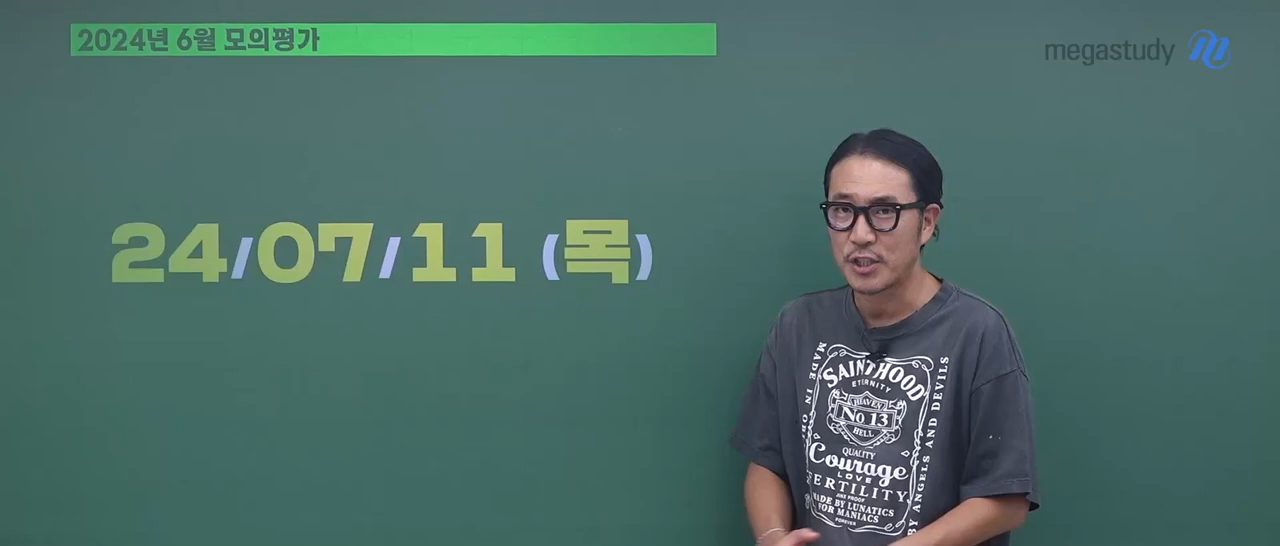 2024년 6월 모의평가
megastudy
24/07/11 (목)
MADE IN
SAINTHOOD
ETERNITY
HEAVEN
No 13
HELL
QUALITY
Courage
LOVE
FERTILITY
MADE BY LUNATICS
FOR MANIACS
FOREVER
BY ANGELS AND DEVILS